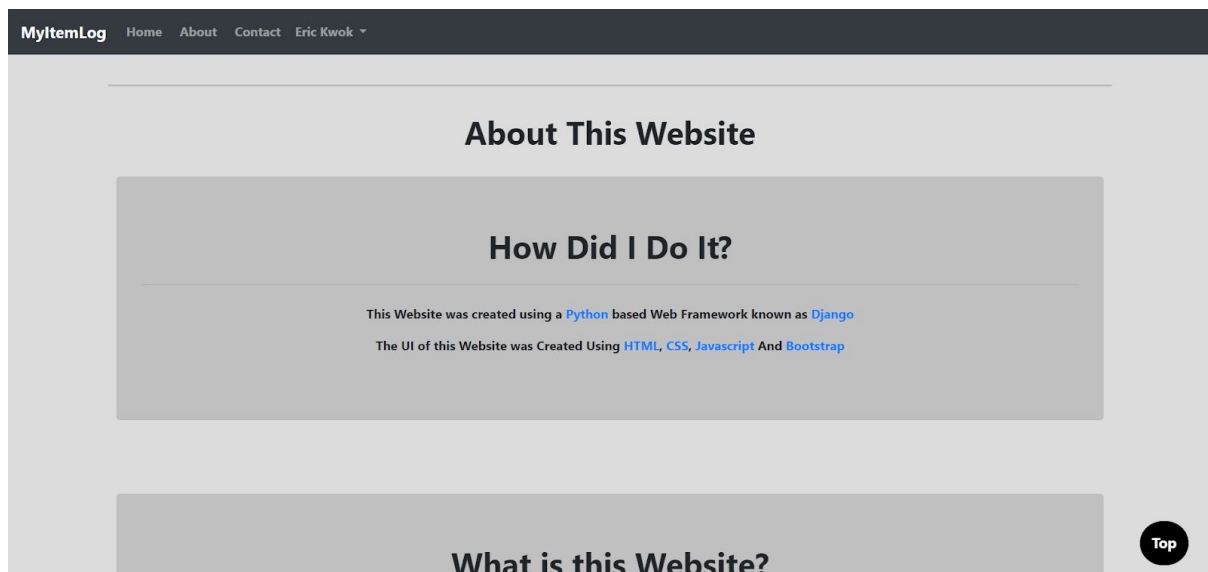 MyItemLog Home About Contact Eric Kwok
About This Website
How Did I Do It?
This Website was created using a Python based Web Framework known as Django
The UI of this Website was Created Using HTML, CSS, Javascript And Bootstrap
What is this Website?
Top